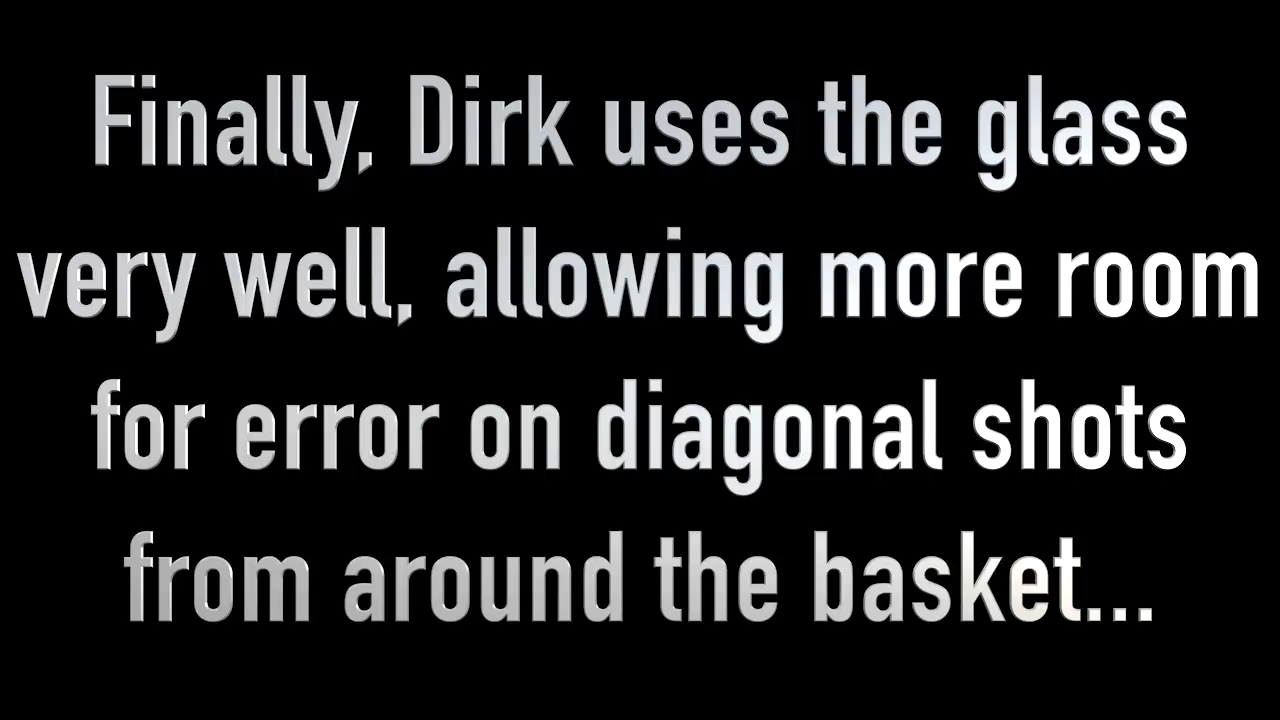 Finally, Dirk uses the glass
very well, allowing more room
for error on diagonal shots
from around the basket...